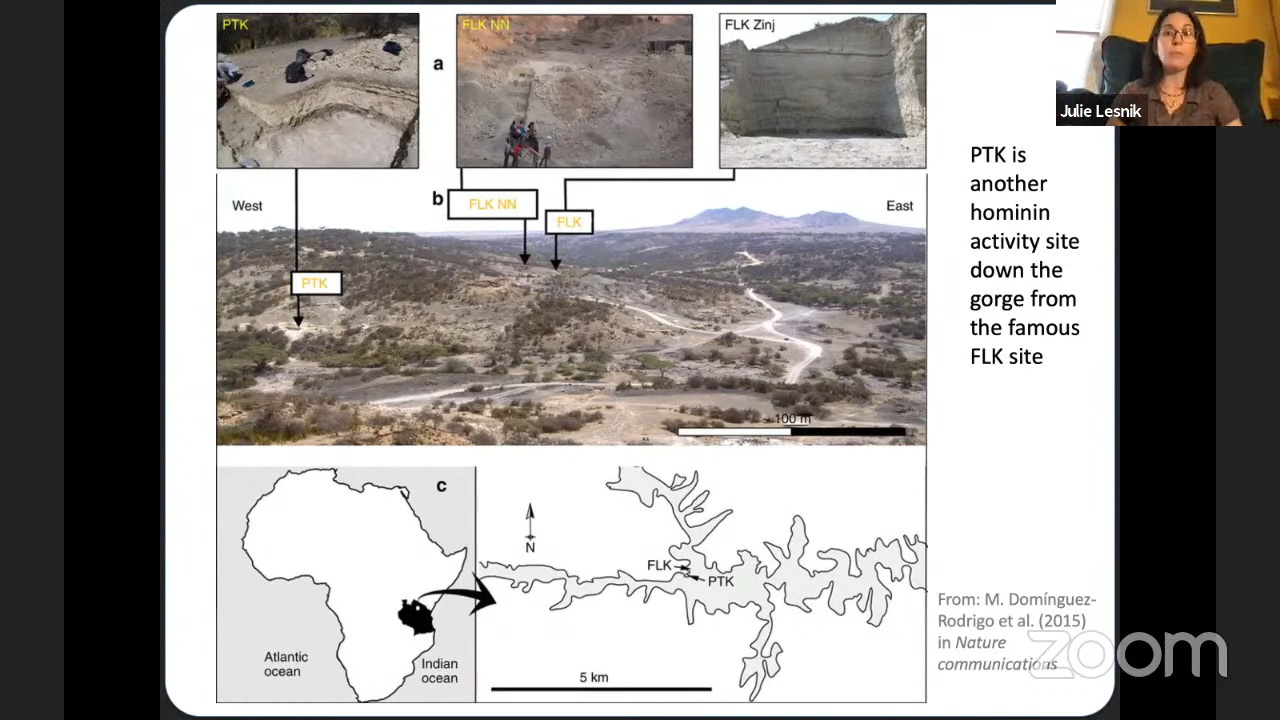 PTK
FLK NN
FLK Zinj
a
Julie Lesnik
PTK is
another
hominin
activity site
down the
gorge from
the famous
FLK site
b
West
FLK NN
FLK
East
PTK
~100 m
c
N
FLK
PTK
Atlantic
ocean
Indian
ocean
5 km
From: M. Domínguez-
Rodrigo et al. (2015)
in Nature
communications
zoom